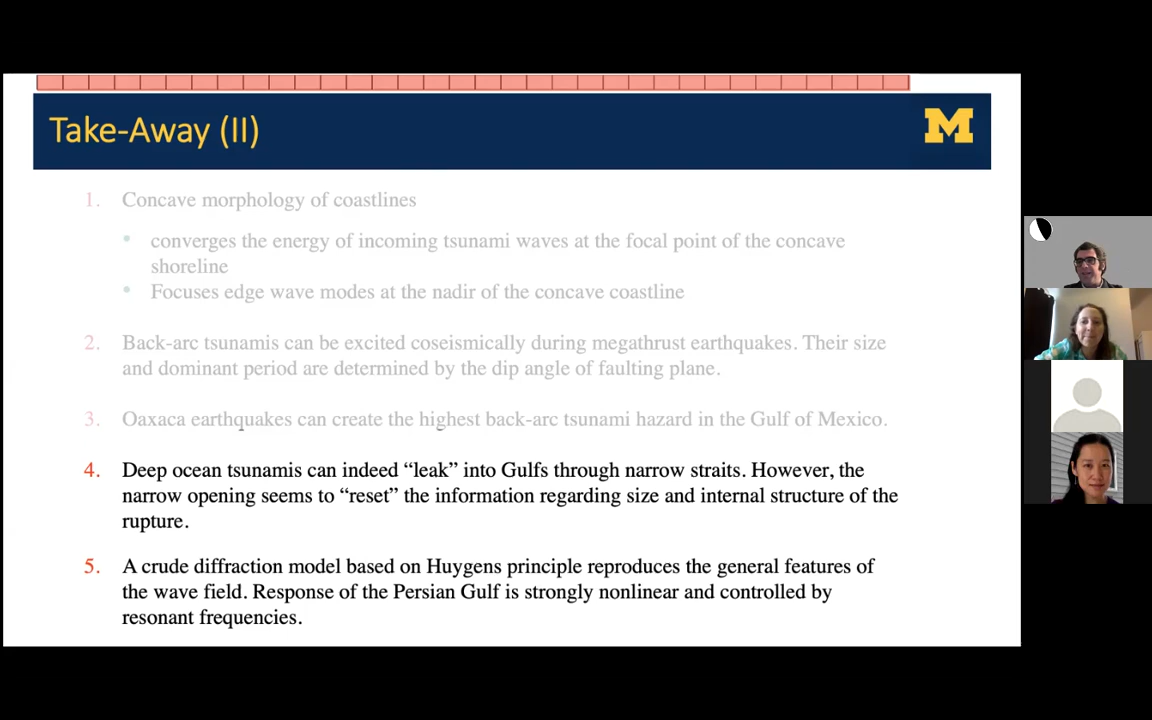 Take-Away (II)
M
1. Concave morphology of coastlines
• converges the energy of incoming tsunami waves at the focal point of the concave
shoreline
• Focuses edge wave modes at the nadir of the concave coastline
2. Back-arc tsunamis can be excited coseismically during megathrust earthquakes. Their size
and dominant period are determined by the dip angle of faulting plane.
3. Oaxaca earthquakes can create the highest back-arc tsunami hazard in the Gulf of Mexico.
4. Deep ocean tsunamis can indeed “leak” into Gulfs through narrow straits. However, the
narrow opening seems to “reset” the information regarding size and internal structure of the
rupture.
5. A crude diffraction model based on Huygens principle reproduces the general features of
the wave field. Response of the Persian Gulf is strongly nonlinear and controlled by
resonant frequencies.